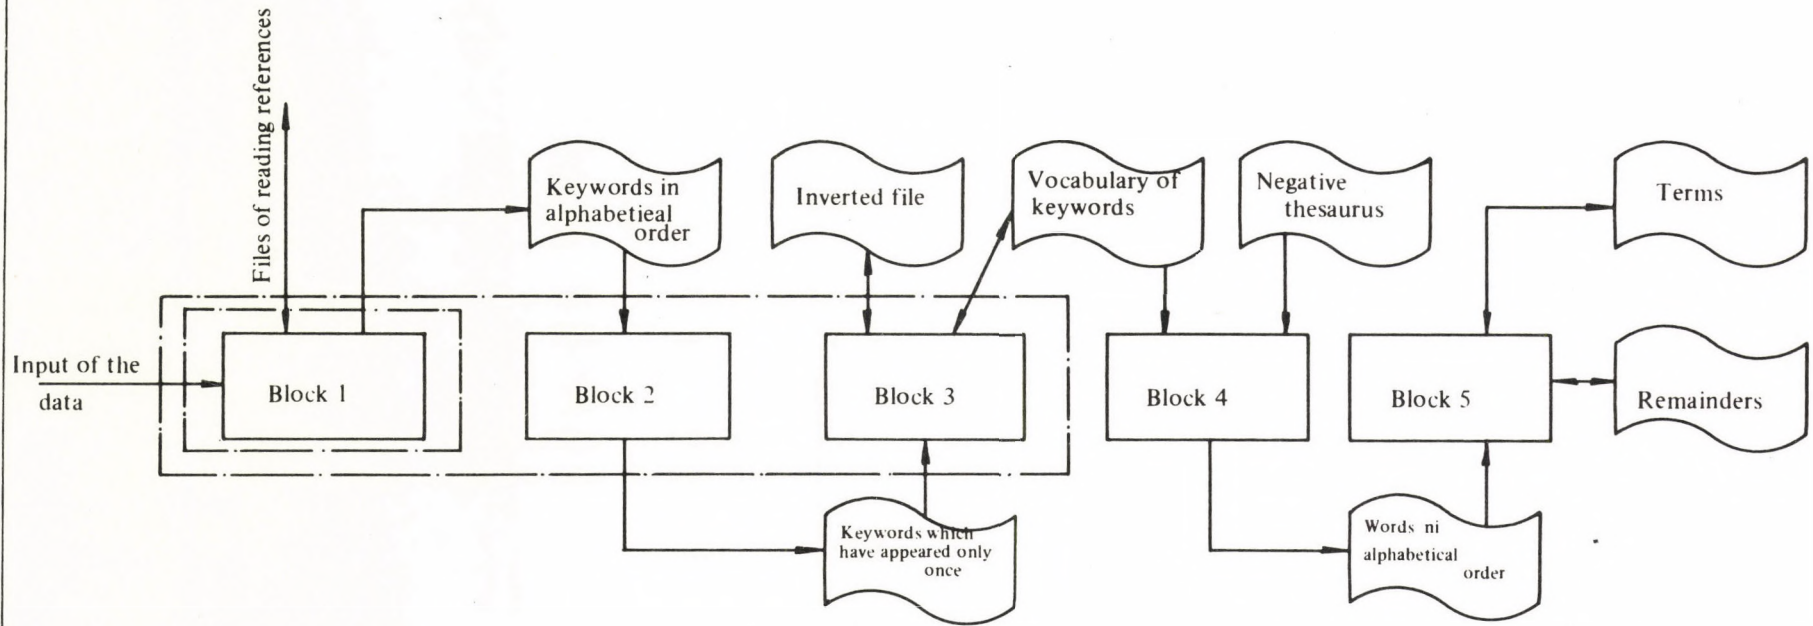 Files of reading references
Keywords in
alphabetieal
order
Inverted file
Vocabulary of
keywords
Negative
thesaurus
Terms
Input of the
data
Block 1
Block 2
Block 3
Block 4
Block 5
Remainders
Keywords which
have appeared only
once
Words ni
alphabetical
order